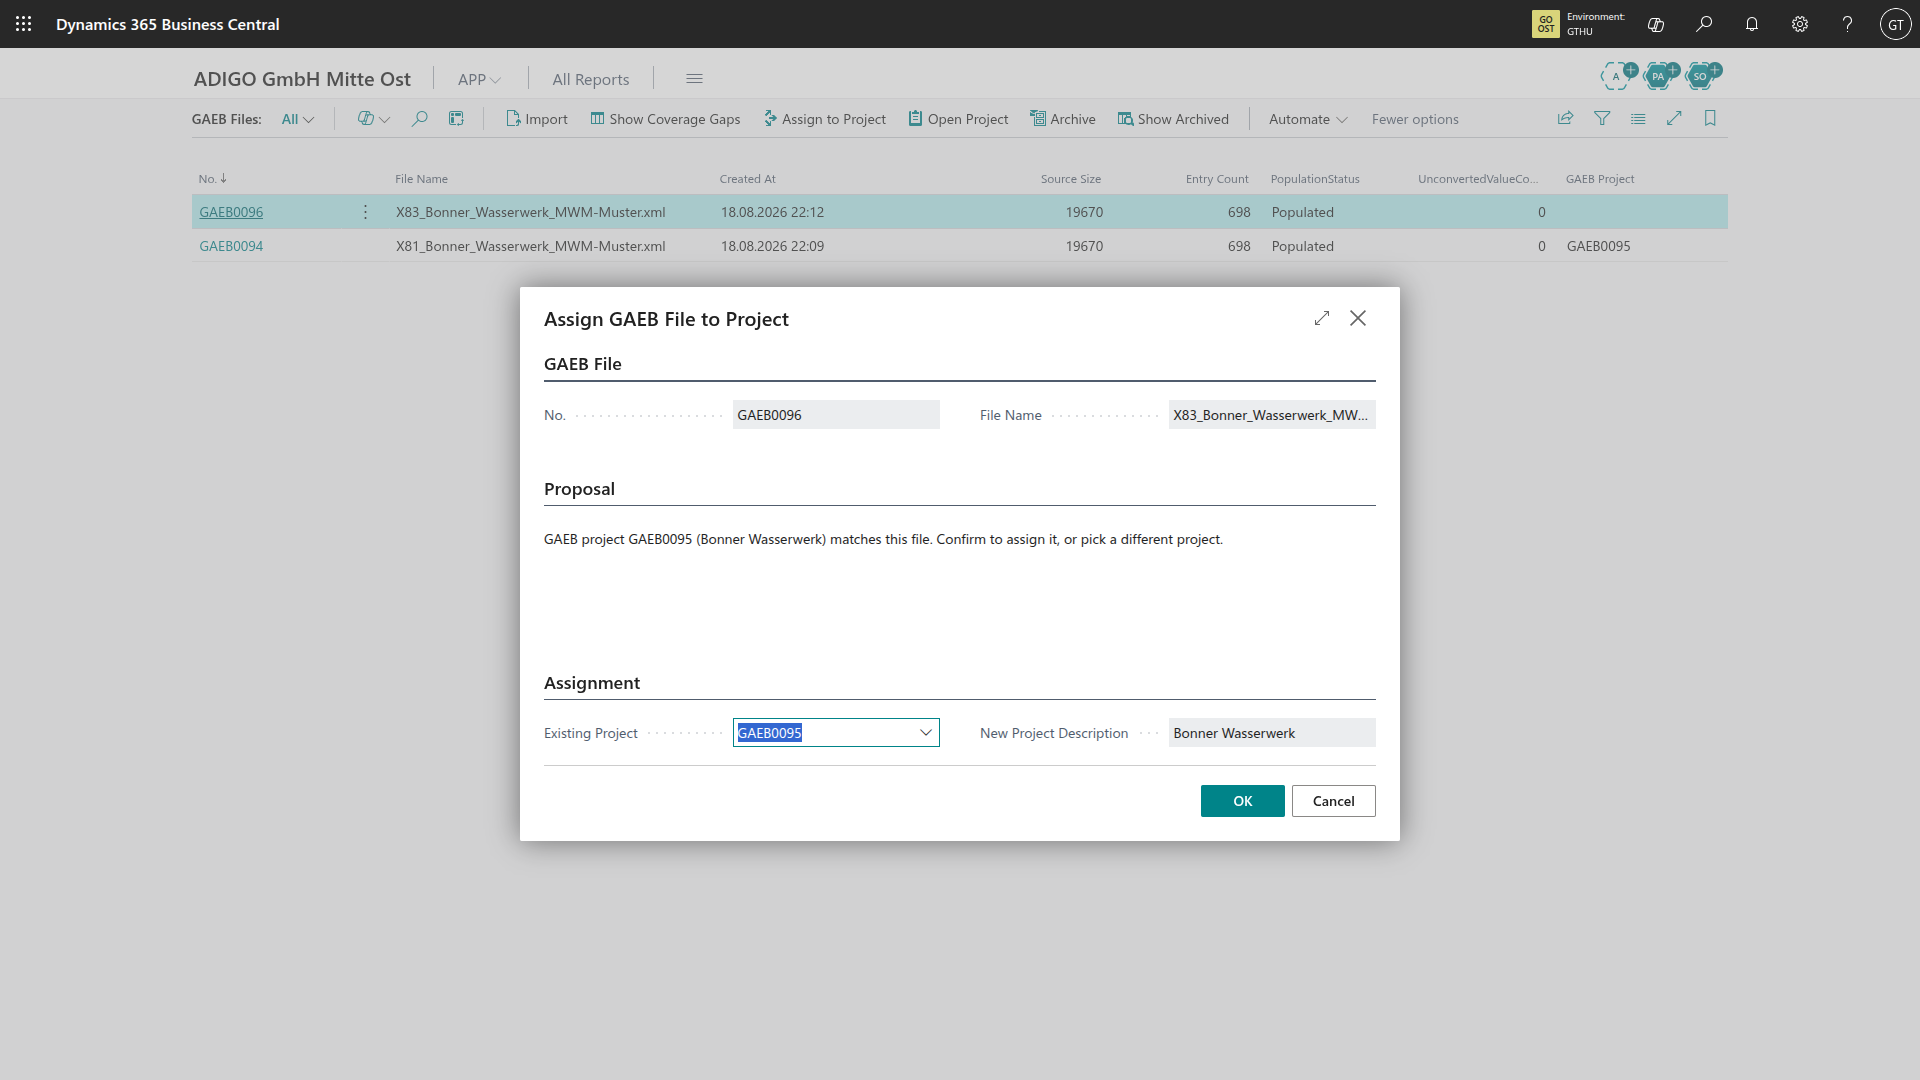 Dynamics 365 Business Central
GO OST
Environment:
GTHU
GT
ADIGO GmbH Mitte Ost
APP
All Reports
A
PA
SO
GAEB Files:
All
Import
Show Coverage Gaps
Assign to Project
Open Project
Archive
Show Archived
Automate
Fewer options
No. ↓
File Name
Created At
Source Size
Entry Count
PopulationStatus
UnconvertedValueCo...
GAEB Project
GAEB0096
X83_Bonner_Wasserwerk_MWM-Muster.xml
18.08.2026 22:12
19670
698
Populated
0
GAEB0094
X81_Bonner_Wasserwerk_MWM-Muster.xml
18.08.2026 22:09
19670
698
Populated
0
GAEB0095
Assign GAEB File to Project
GAEB File
No.
GAEB0096
File Name
X83_Bonner_Wasserwerk_MW...
Proposal
GAEB project GAEB0095 (Bonner Wasserwerk) matches this file. Confirm to assign it, or pick a different project.
Assignment
Existing Project
GAEB0095
New Project Description
Bonner Wasserwerk
OK
Cancel